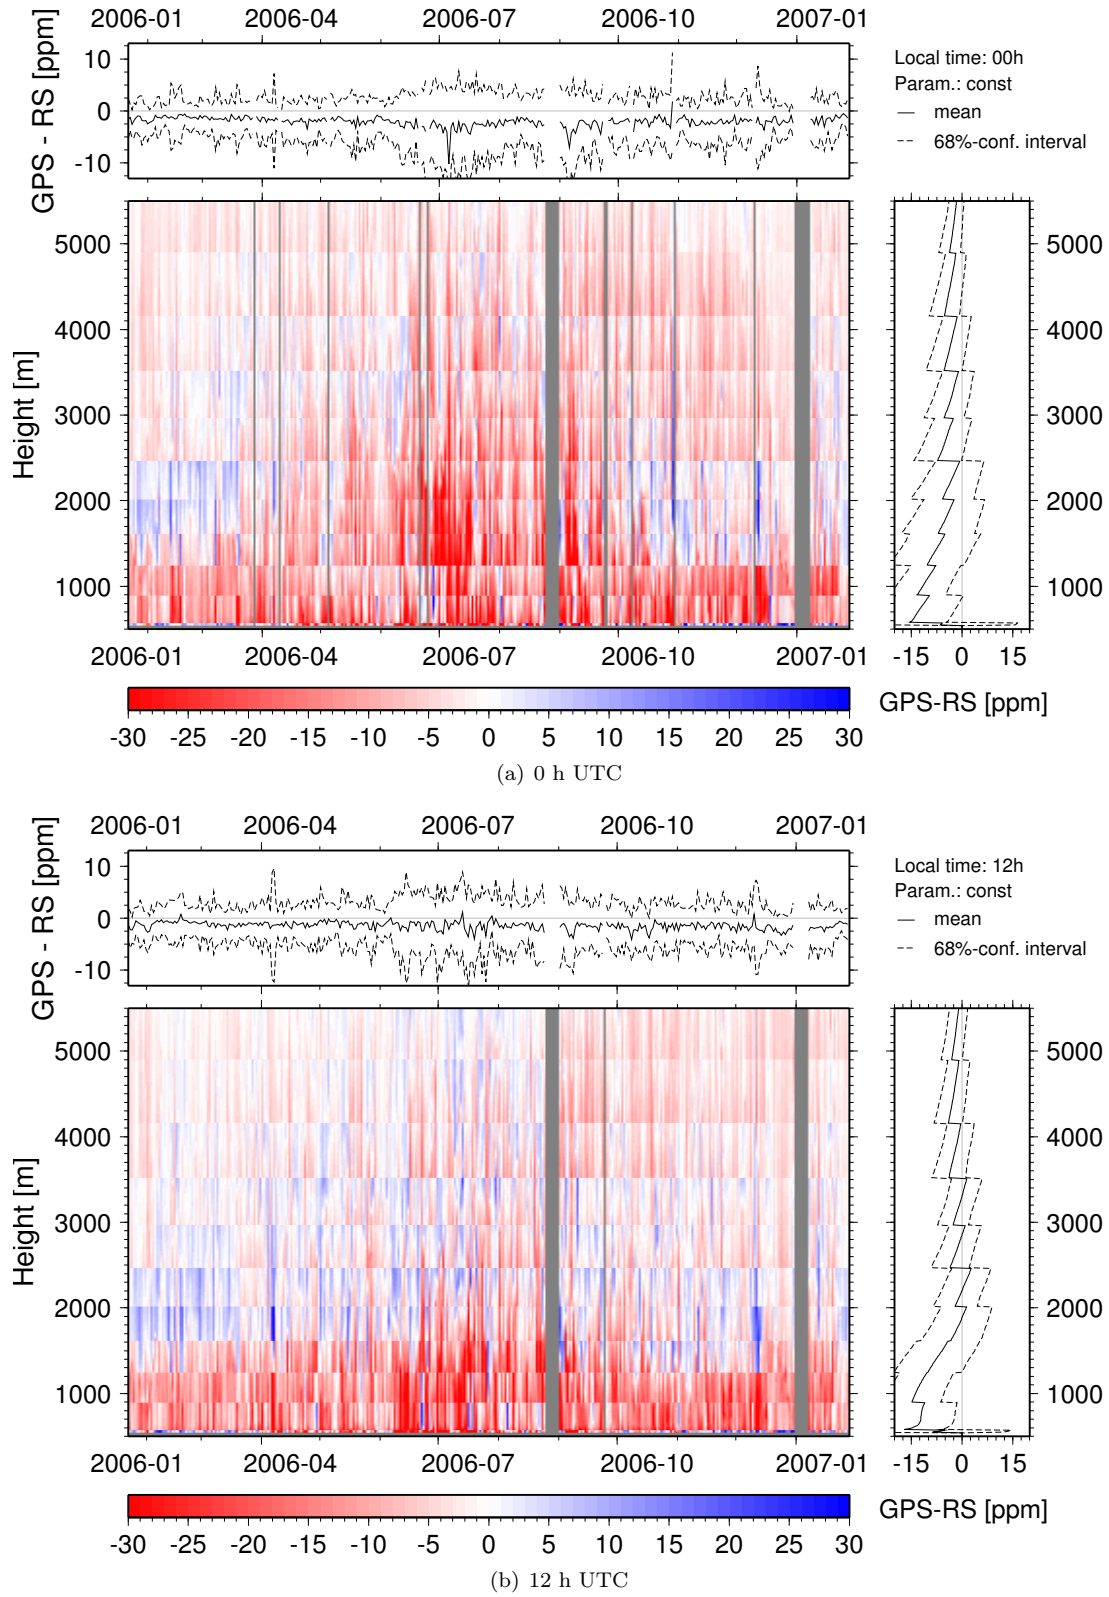 2006-01 2006-04 2006-07 2006-10 2007-01
GPS - RS [ppm]
10
0
-10
Local time: 00h
Param.: const
mean
68%-conf. interval
Height [m]
5000
4000
3000
2000
1000
5000
4000
3000
2000
1000
2006-01 2006-04 2006-07 2006-10 2007-01
-15 0 15
GPS-RS [ppm]
-30 -25 -20 -15 -10 -5 0 5 10 15 20 25 30
(a) 0 h UTC
2006-01 2006-04 2006-07 2006-10 2007-01
GPS - RS [ppm]
10
0
-10
Local time: 12h
Param.: const
mean
68%-conf. interval
Height [m]
5000
4000
3000
2000
1000
5000
4000
3000
2000
1000
2006-01 2006-04 2006-07 2006-10 2007-01
-15 0 15
GPS-RS [ppm]
-30 -25 -20 -15 -10 -5 0 5 10 15 20 25 30
(b) 12 h UTC